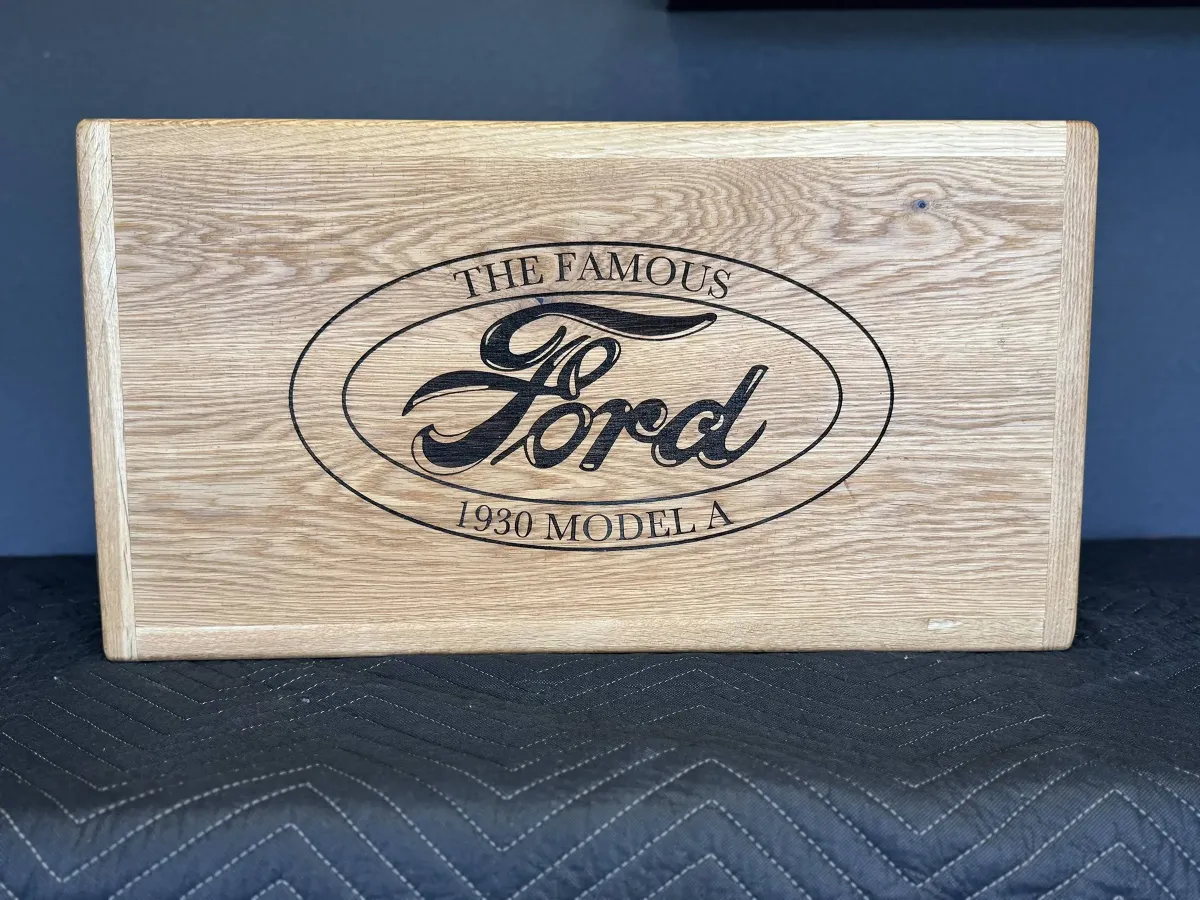 THE FAMOUS
Ford
1930 MODEL A